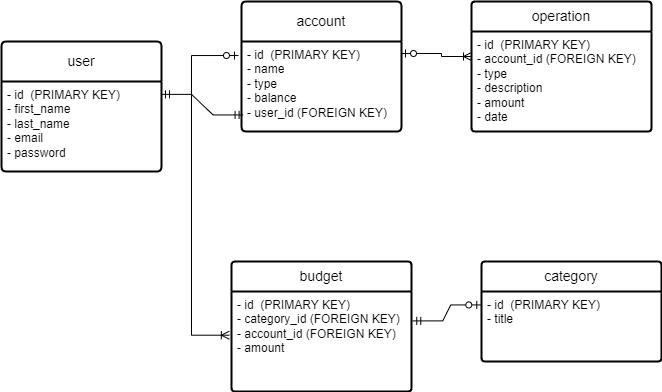 user
- id (PRIMARY KEY)
- first_name
- last_name
- email
- password
account
- id (PRIMARY KEY)
- name
- type
- balance
- user_id (FOREIGN KEY)
operation
- id (PRIMARY KEY)
- account_id (FOREIGN KEY)
- type
- description
- amount
- date
budget
- id (PRIMARY KEY)
- category_id (FOREIGN KEY)
- account_id (FOREIGN KEY)
- amount
category
- id (PRIMARY KEY)
- title